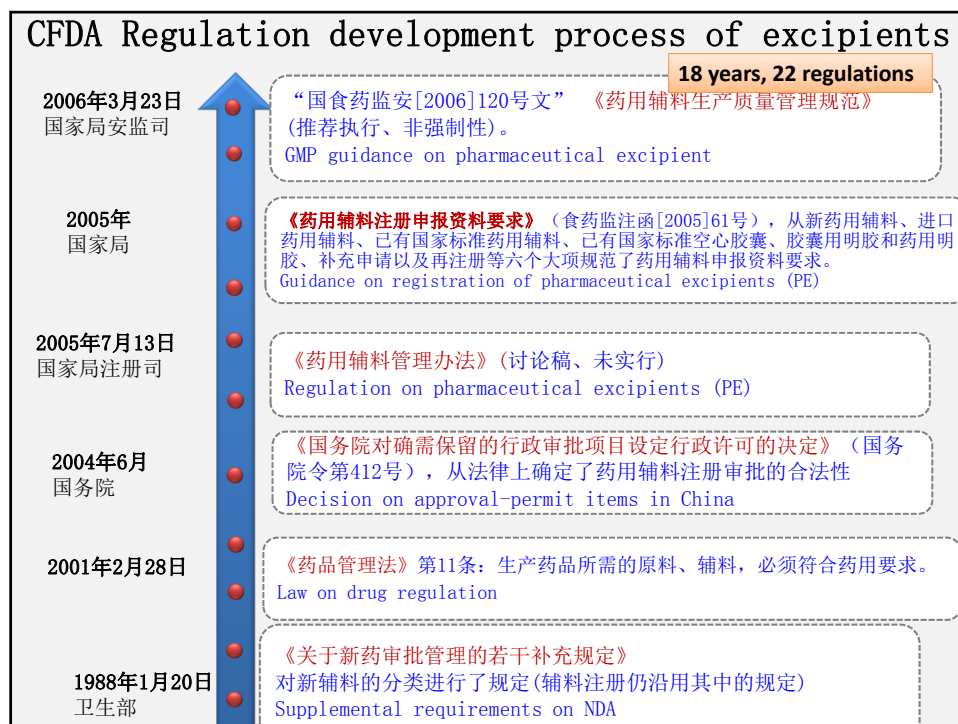 CFDA Regulation development process of excipients
18 years, 22 regulations
2006年3月23日
国家局安监司
“国食药监安[2006]120号文” 《药用辅料生产质量管理规范》
(推荐执行、非强制性)。
GMP guidance on pharmaceutical excipient
2005年
国家局
《药用辅料注册申报资料要求》（食药监注函[2005]61号），从新药用辅料、进口
药用辅料、已有国家标准药用辅料、已有国家标准空心胶囊、胶囊用明胶和药用明
胶、补充申请以及再注册等六个大项规范了药用辅料申报资料要求。
Guidance on registration of pharmaceutical excipients (PE)
2005年7月13日
国家局注册司
《药用辅料管理办法》(讨论稿、未实行)
Regulation on pharmaceutical excipients (PE)
2004年6月
国务院
《国务院对确需保留的行政审批项目设定行政许可的决定》（国务
院令第412号），从法律上确定了药用辅料注册审批的合法性
Decision on approval-permit items in China
2001年2月28日
《药品管理法》第11条：生产药品所需的原料、辅料，必须符合药用要求。
Law on drug regulation
1988年1月20日
卫生部
《关于新药审批管理的若干补充规定》
对新辅料的分类进行了规定(辅料注册仍沿用其中的规定)
Supplemental requirements on NDA